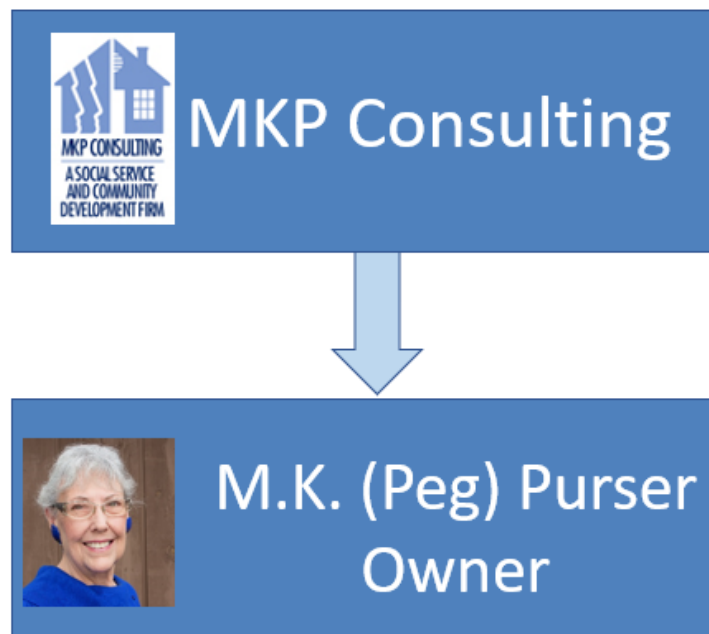 MKP CONSULTING
A SOCIAL SERVICE
AND COMMUNITY
DEVELOPMENT FIRM
MKP Consulting
M.K. (Peg) Purser
Owner